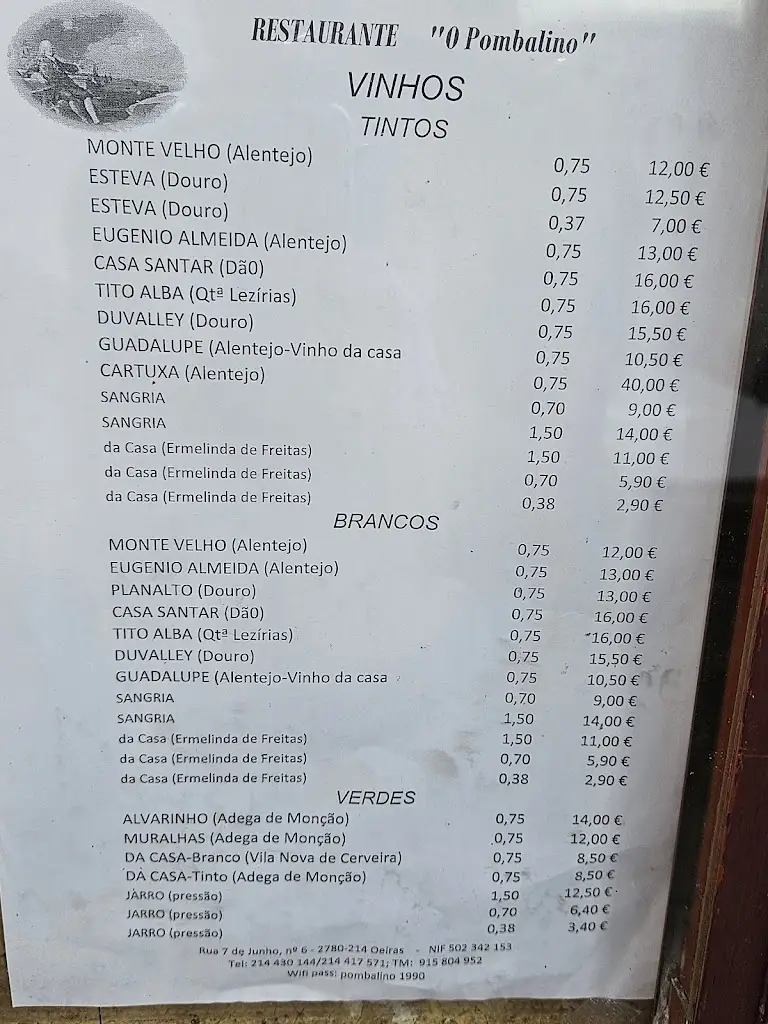 RESTAURANTE "O Pombalino"
VINHOS
TINTOS
MONTE VELHO (Alentejo) 0,75 12,00 €
ESTEVA (Douro) 0,75 12,50 €
ESTEVA (Douro) 0,37 7,00 €
EUGENIO ALMEIDA (Alentejo) 0,75 13,00 €
CASA SANTAR (Dã0) 0,75 16,00 €
TITO ALBA (Qtª Lezírias) 0,75 16,00 €
DUVALLEY (Douro) 0,75 15,50 €
GUADALUPE (Alentejo-Vinho da casa 0,75 10,50 €
CARTUXA (Alentejo) 0,75 40,00 €
SANGRIA 0,70 9,00 €
SANGRIA 1,50 14,00 €
da Casa (Ermelinda de Freitas) 1,50 11,00 €
da Casa (Ermelinda de Freitas) 0,70 5,90 €
da Casa (Ermelinda de Freitas) 0,38 2,90 €
BRANCOS
MONTE VELHO (Alentejo) 0,75 12,00 €
EUGENIO ALMEIDA (Alentejo) 0,75 13,00 €
PLANALTO (Douro) 0,75 13,00 €
CASA SANTAR (Dã0) 0,75 16,00 €
TITO ALBA (Qtª Lezírias) 0,75 16,00 €
DUVALLEY (Douro) 0,75 15,50 €
GUADALUPE (Alentejo-Vinho da casa 0,75 10,50 €
SANGRIA 0,70 9,00 €
SANGRIA 1,50 14,00 €
da Casa (Ermelinda de Freitas) 1,50 11,00 €
da Casa (Ermelinda de Freitas) 0,70 5,90 €
da Casa (Ermelinda de Freitas) 0,38 2,90 €
VERDES
ALVARINHO (Adega de Monção) 0,75 14,00 €
MURALHAS (Adega de Monção) 0,75 12,00 €
DA CASA-Branco (Vila Nova de Cerveira) 0,75 8,50 €
DA CASA-Tinto (Adega de Monção) 0,75 8,50 €
JARRO (pressão) 1,50 12,50 €
JARRO (pressão) 0,70 6,40 €
JARRO (pressão) 0,38 3,40 €
Rua 7 de Junho, nº 6 - 2780-214 Oeiras - NIF 502 342 153
Tel: 214 430 144/214 417 571; TM: 915 804 952
Wifi pass: pombalino 1990